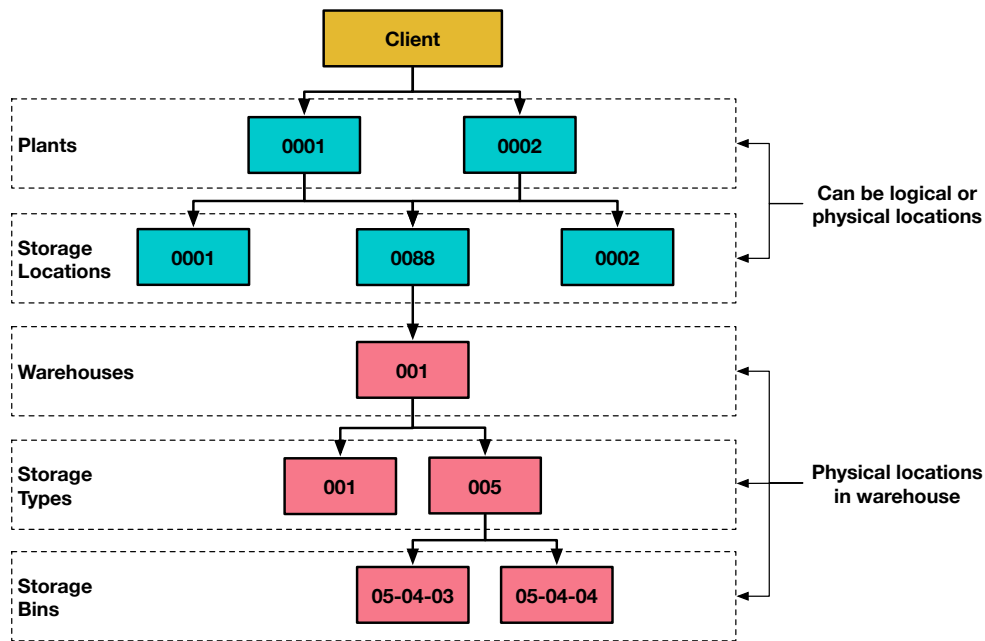 Client
Plants
0001
0002
Can be logical or
physical locations
Storage
Locations
0001
0088
0002
Warehouses
001
Storage
Types
001
005
Physical locations
in warehouse
Storage
Bins
05-04-03
05-04-04